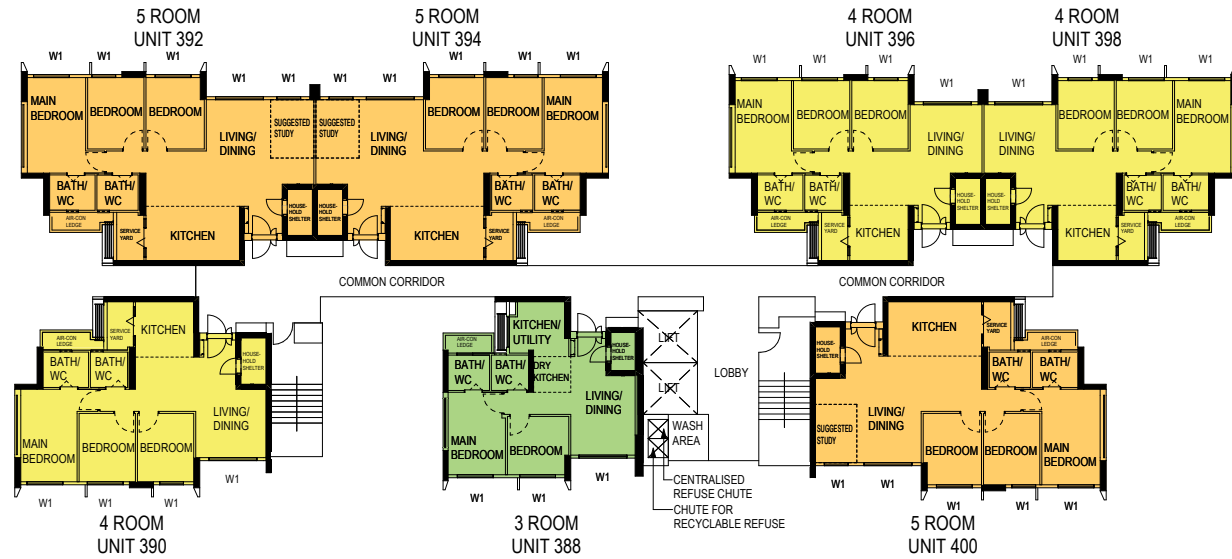 5 ROOM
UNIT 392
5 ROOM
UNIT 394
4 ROOM
UNIT 396
4 ROOM
UNIT 398
W1 W1 W1
W1 W1 W1 W1
W1 W1 W1
W1 W1 W1
W1 W1
W1 W1 W1
MAIN
BEDROOM
BEDROOM
BEDROOM
LIVING/
DINING
SUGGESTED
STUDY
BATH/
WC
BATH/
WC
AIR-CON
LEDGE
SERVICE
YARD
KITCHEN
HOUSE-
HOLD
SHELTER
SUGGESTED
STUDY
LIVING/
DINING
BEDROOM
BEDROOM
MAIN
BEDROOM
HOUSE-
HOLD
SHELTER
KITCHEN
SERVICE
YARD
BATH/
WC
BATH/
WC
AIR-CON
LEDGE
MAIN
BEDROOM
BEDROOM
BEDROOM
LIVING/
DINING
BATH/
WC
BATH/
WC
AIR-CON
LEDGE
SERVICE
YARD
KITCHEN
HOUSE-
HOLD
SHELTER
LIVING/
DINING
BEDROOM
BEDROOM
MAIN
BEDROOM
HOUSE-
HOLD
SHELTER
KITCHEN
SERVICE
YARD
BATH/
WC
BATH/
WC
AIR-CON
LEDGE
COMMON CORRIDOR
COMMON CORRIDOR
KITCHEN
SERVICE
YARD
AIR-CON
LEDGE
BATH/
WC
BATH/
WC
HOUSE-
HOLD
SHELTER
MAIN
BEDROOM
BEDROOM
BEDROOM
LIVING/
DINING
W1 W1 W1
W1
4 ROOM
UNIT 390
KITCHEN/
UTILITY
AIR-CON
LEDGE
BATH/
WC
BATH/
WC
DRY
KITCHEN
HOUSE-
HOLD
SHELTER
LIVING/
DINING
MAIN
BEDROOM
BEDROOM
W1 W1
W1
3 ROOM
UNIT 388
LIFT
LIFT
LOBBY
WASH
AREA
CENTRALISED
REFUSE CHUTE
CHUTE FOR
RECYCLABLE REFUSE
KITCHEN
SERVICE
YARD
AIR-CON
LEDGE
HOUSE-
HOLD
SHELTER
BATH/
WC
BATH/
WC
SUGGESTED
STUDY
LIVING/
DINING
BEDROOM
BEDROOM
MAIN
BEDROOM
W1 W1
W1 W1 W1
5 ROOM
UNIT 400